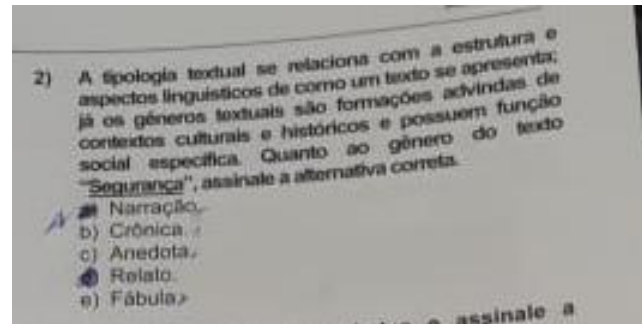 2) A tipologia textual se relaciona com a estrutura e
aspectos linguísticos de como um texto se apresenta;
já os gêneros textuais são formações advindas de
contextos culturais e históricos e possuem função
social específica. Quanto ao gênero do texto
"Segurança", assinale a alternativa correta.
Narração.
b) Crônica.
c) Anedota.
Relato.
e) Fábula.
e assinale a